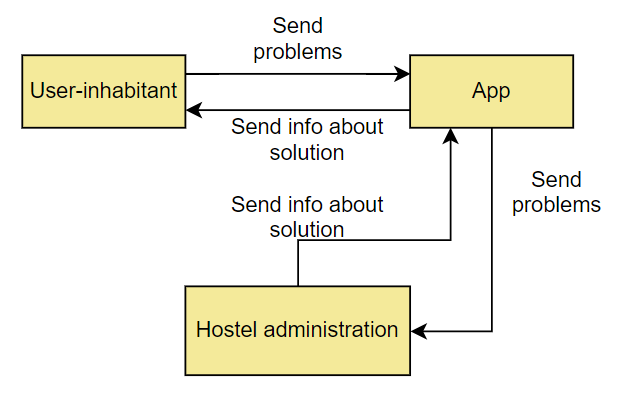 Send
problems
User-inhabitant
App
Send info about
solution
Send
problems
Send info about
solution
Hostel administration